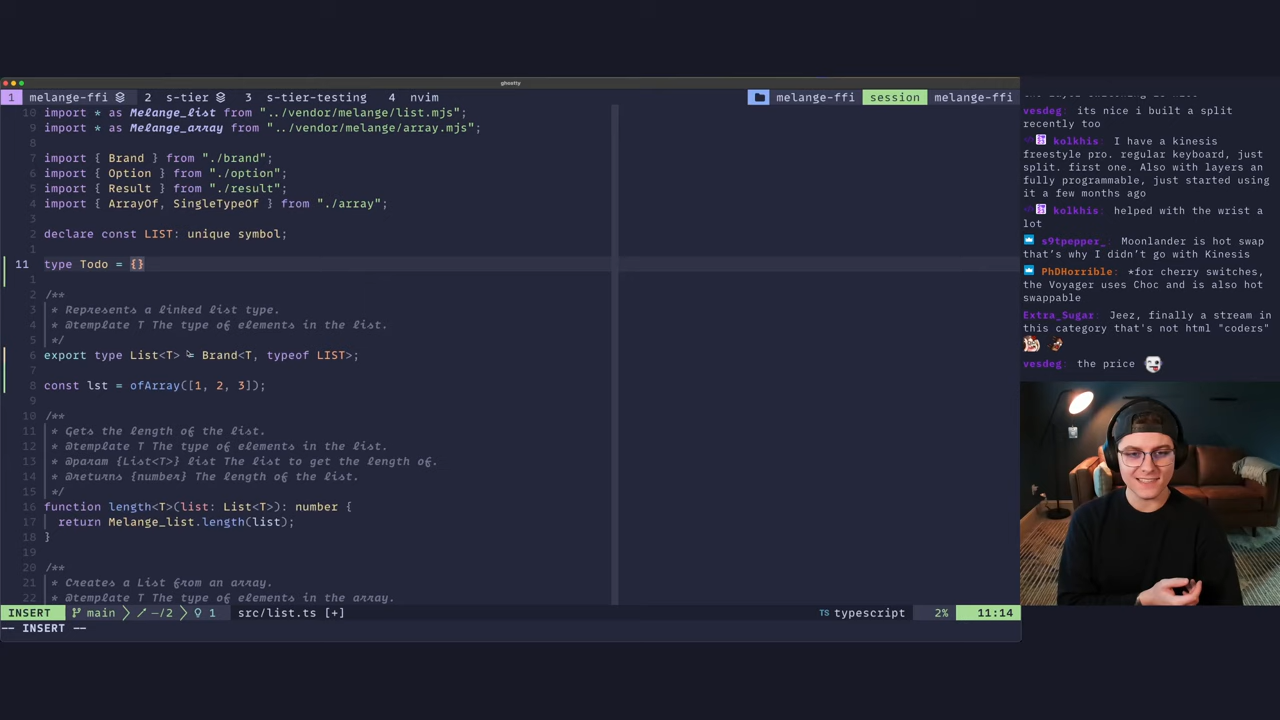 ghostty
1 melange-ffi 2 s-tier 3 s-tier-testing 4 nvim melange-ffi session melange-ffi
10 import * as Melange_list from "../vendor/melange/list.mjs";
9 import * as Melange_array from "../vendor/melange/array.mjs";
8
7 import { Brand } from "./brand";
6 import { Option } from "./option";
5 import { Result } from "./result";
4 import { ArrayOf, SingleTypeOf } from "./array";
3
2 declare const LIST: unique symbol;
1
11 type Todo = {}
1
2 /**
3 * Represents a linked list type.
4 * @template T The type of elements in the list.
5 */
6 export type List<T> = Brand<T, typeof LIST>;
7
8 const lst = ofArray([1, 2, 3]);
9
10 /**
11 * Gets the length of the list.
12 * @template T The type of elements in the list.
13 * @param {List<T>} list The list to get the length of.
14 * @returns {number} The length of the list.
15 */
16 function length<T>(list: List<T>): number {
17 return Melange_list.length(list);
18 }
19
20 /**
21 * Creates a List from an array.
22 * @template T The type of elements in the array.
INSERT main ~/2 1 src/list.ts [+] TS typescript 2% 11:14
-- INSERT --
vesdeg: its nice i built a split
recently too
kolkhis: I have a kinesis
freestyle pro. regular keyboard, just
split. first one. Also with layers an
fully programmable, just started using
it a few months ago
kolkhis: helped with the wrist a
lot
s9tpepper_: Moonlander is hot swap
that's why I didn't go with Kinesis
PhDHorrible: *for cherry switches,
the Voyager uses Choc and is also hot
swappable
Extra_Sugar: Jeez, finally a stream in
this category that's not html "coders"
vesdeg: the price